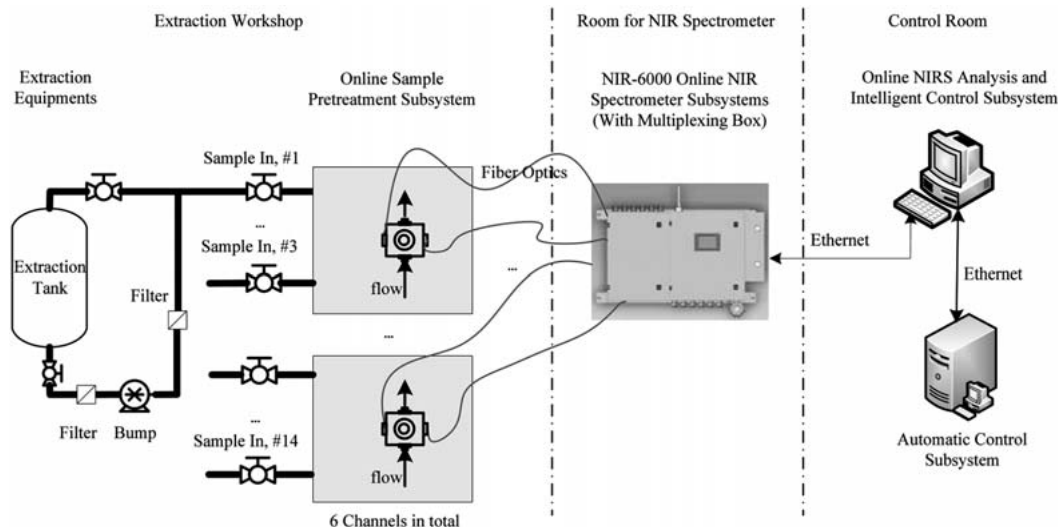 Extraction Workshop
Room for NIR Spectrometer
Control Room
Extraction
Equipments
Online Sample
Pretreatment Subsystem
NIR-6000 Online NIR
Spectrometer Subsystems
(With Multiplexing Box)
Online NIRS Analysis and
Intelligent Control Subsystem
Sample In, #1
...
Sample In, #3
Fiber Optics
flow
Extraction
Tank
Filter
Filter
Bump
...
...
...
Sample In, #14
flow
6 Channels in total
Ethernet
Ethernet
Automatic Control
Subsystem